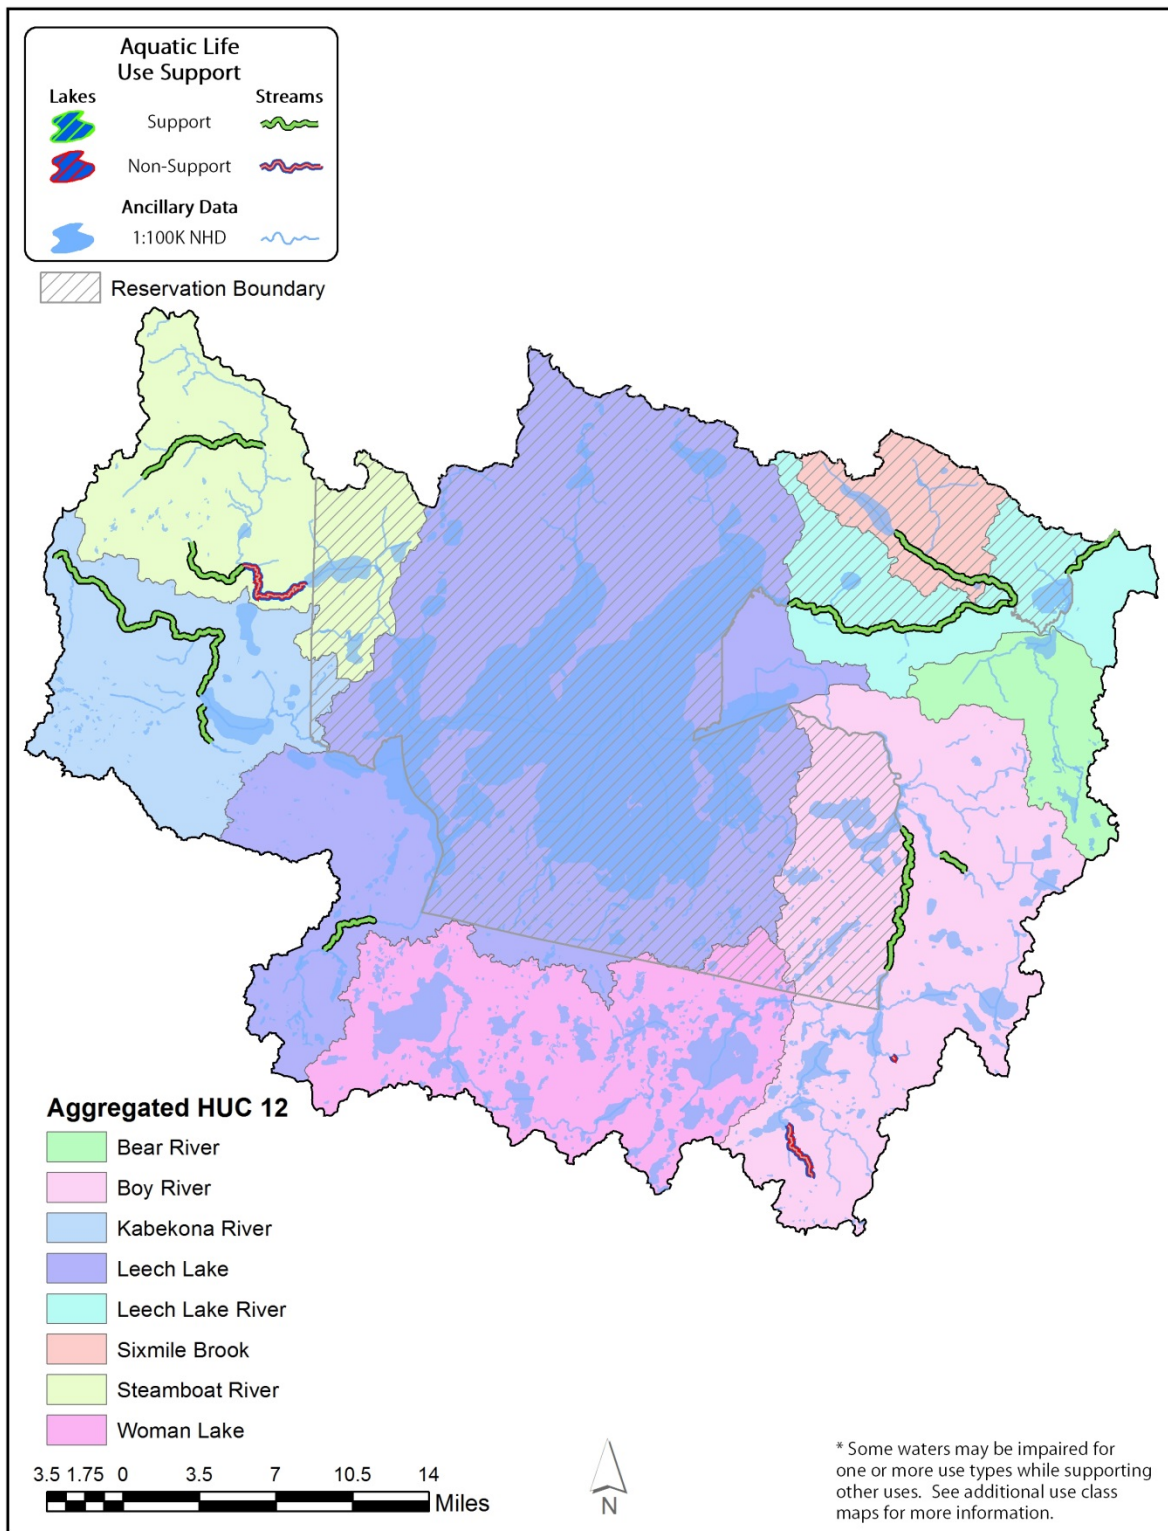 Aquatic Life
Use Support
Lakes Streams
Support
Non-Support
Ancillary Data
1:100K NHD
Reservation Boundary
Aggregated HUC 12
Bear River
Boy River
Kabekona River
Leech Lake
Leech Lake River
Sixmile Brook
Steamboat River
Woman Lake
3.5 1.75 0 3.5 7 10.5 14
Miles
N
* Some waters may be impaired for
one or more use types while supporting
other uses. See additional use class
maps for more information.